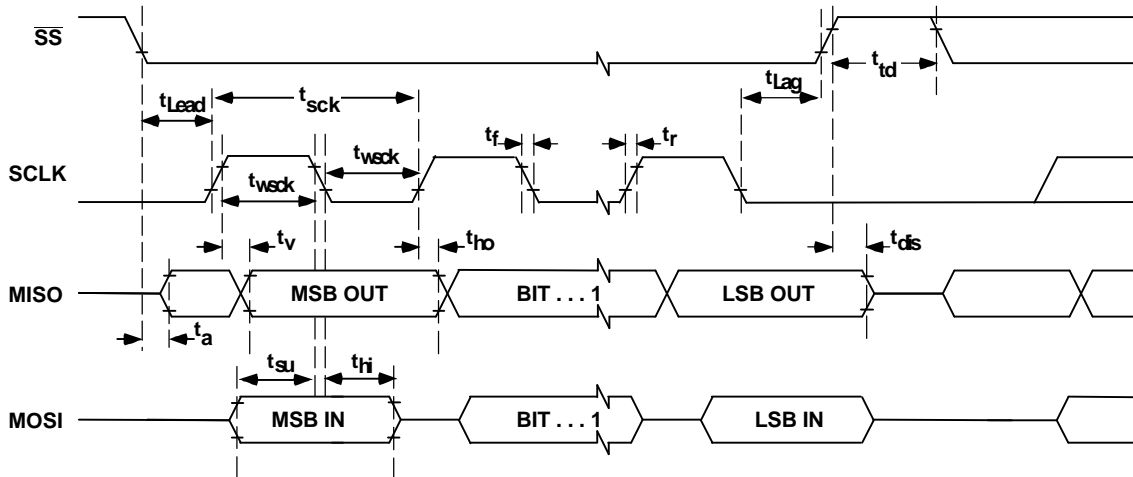 SS
tLead
tsck
tLag
ttd
SCLK
twsck
twsck
tf
tr
tv
tho
tdis
MISO
MSB OUT
BIT . . . 1
LSB OUT
ta
tsu
thi
MOSI
MSB IN
BIT . . . 1
LSB IN